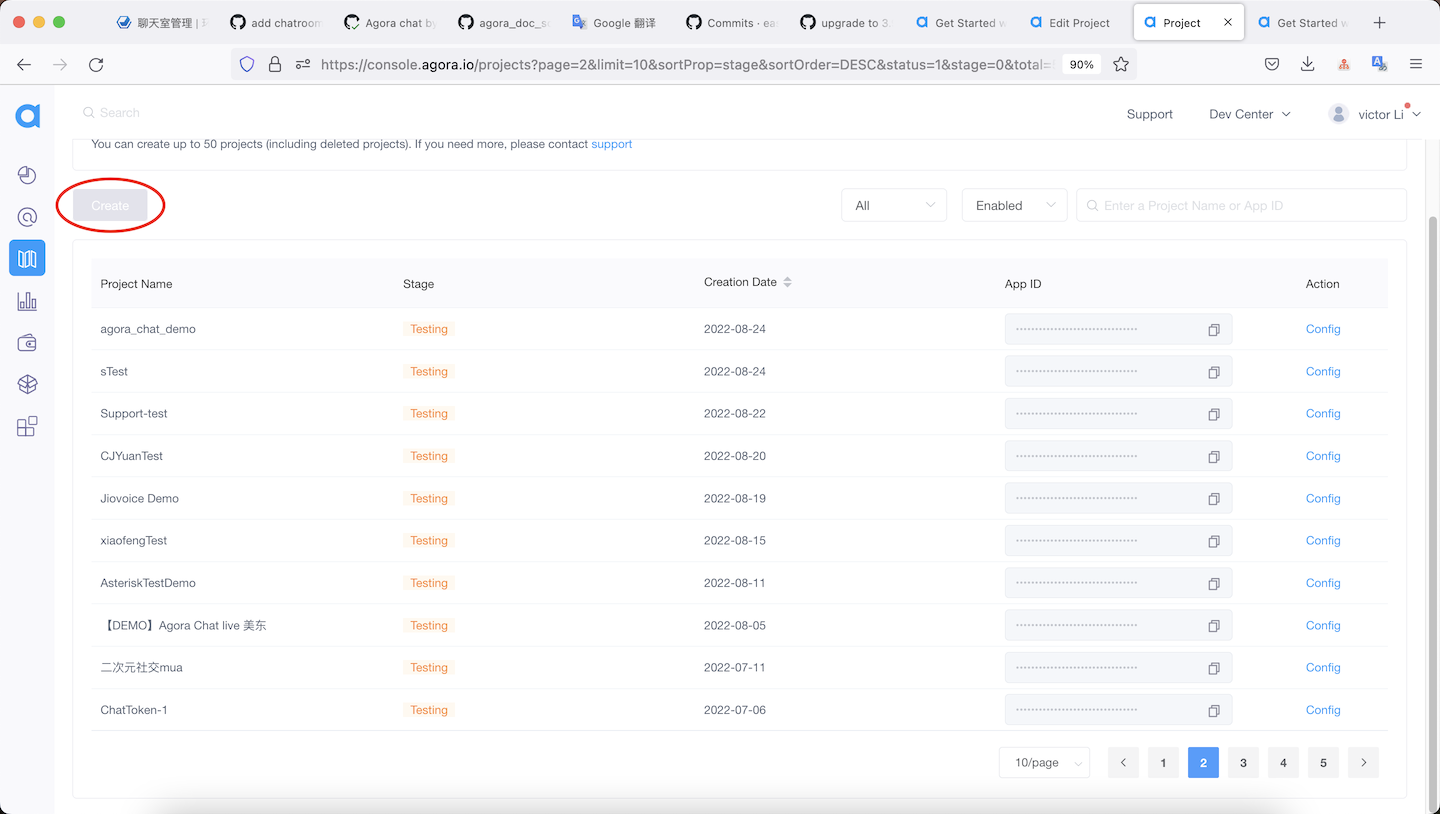 聊天室管理
add chatroom
Agora chat by
agora_doc_s
Google 翻译
Commits · eas
upgrade to 3.
Get Started w
Edit Project
Project
Get Started w
https://console.agora.io/projects?page=2&limit=10&sortProp=stage&sortOrder=DESC&status=1&stage=0&total=
90%
Search
Support
Dev Center
victor Li
You can create up to 50 projects (including deleted projects). If you need more, please contact support
Create
All
Enabled
Enter a Project Name or App ID
Project Name Stage Creation Date App ID Action
agora_chat_demo Testing 2022-08-24 Config
sTest Testing 2022-08-24 Config
Support-test Testing 2022-08-22 Config
CJYuanTest Testing 2022-08-20 Config
Jiovoice Demo Testing 2022-08-19 Config
xiaofengTest Testing 2022-08-15 Config
AsteriskTestDemo Testing 2022-08-11 Config
【DEMO】Agora Chat live 美东 Testing 2022-08-05 Config
二次元社交mua Testing 2022-07-11 Config
ChatToken-1 Testing 2022-07-06 Config
10/page 1 2 3 4 5